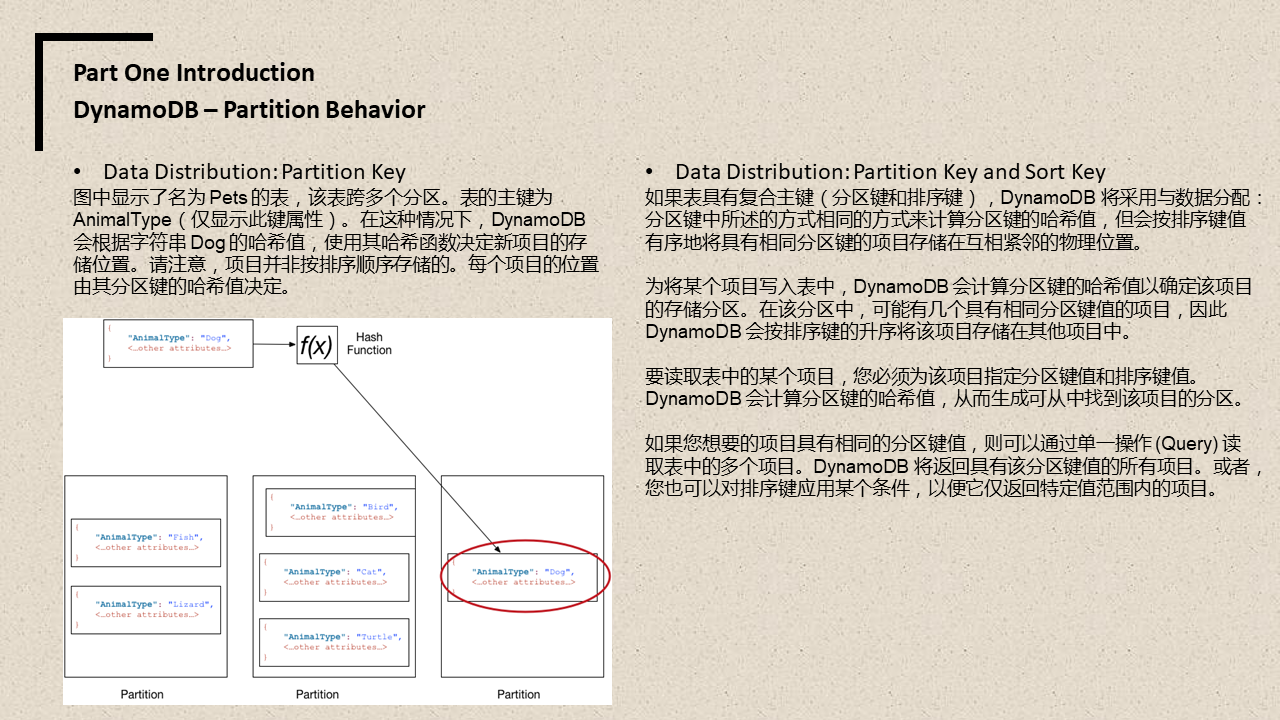 Part One Introduction
DynamoDB – Partition Behavior
• Data Distribution: Partition Key
图中显示了名为 Pets 的表，该表跨多个分区。表的主键为
AnimalType（仅显示此键属性）。在这种情况下，DynamoDB
会根据字符串 Dog 的哈希值，使用其哈希函数决定新项目的存
储位置。请注意，项目并非按排序顺序存储的。每个项目的位置
由其分区键的哈希值决定。
{
"AnimalType": "Dog",
<…other attributes…>
}
f(x)
Hash
Function
{
"AnimalType": "Fish",
<…other attributes…>
}
{
"AnimalType": "Lizard",
<…other attributes…>
}
Partition
{
"AnimalType": "Bird",
<…other attributes…>
}
{
"AnimalType": "Cat",
<…other attributes…>
}
{
"AnimalType": "Turtle",
<…other attributes…>
}
Partition
{
"AnimalType": "Dog",
<…other attributes…>
}
Partition
• Data Distribution: Partition Key and Sort Key
如果表具有复合主键（分区键和排序键），DynamoDB 将采用与数据分配：
分区键中所述的方式相同的方式来计算分区键的哈希值，但会按排序键值
有序地将具有相同分区键的项目存储在互相紧邻的物理位置。
为将某个项目写入表中，DynamoDB 会计算分区键的哈希值以确定该项目
的存储分区。在该分区中，可能有几个具有相同分区键值的项目，因此
DynamoDB 会按排序键的升序将该项目存储在其他项目中。
要读取表中的某个项目，您必须为该项目指定分区键值和排序键值。
DynamoDB 会计算分区键的哈希值，从而生成可从中找到该项目的分区。
如果您想要的项目具有相同的分区键值，则可以通过单一操作 (Query) 读
取表中的多个项目。DynamoDB 将返回具有该分区键值的所有项目。或者，
您也可以对排序键应用某个条件，以便它仅返回特定值范围内的项目。